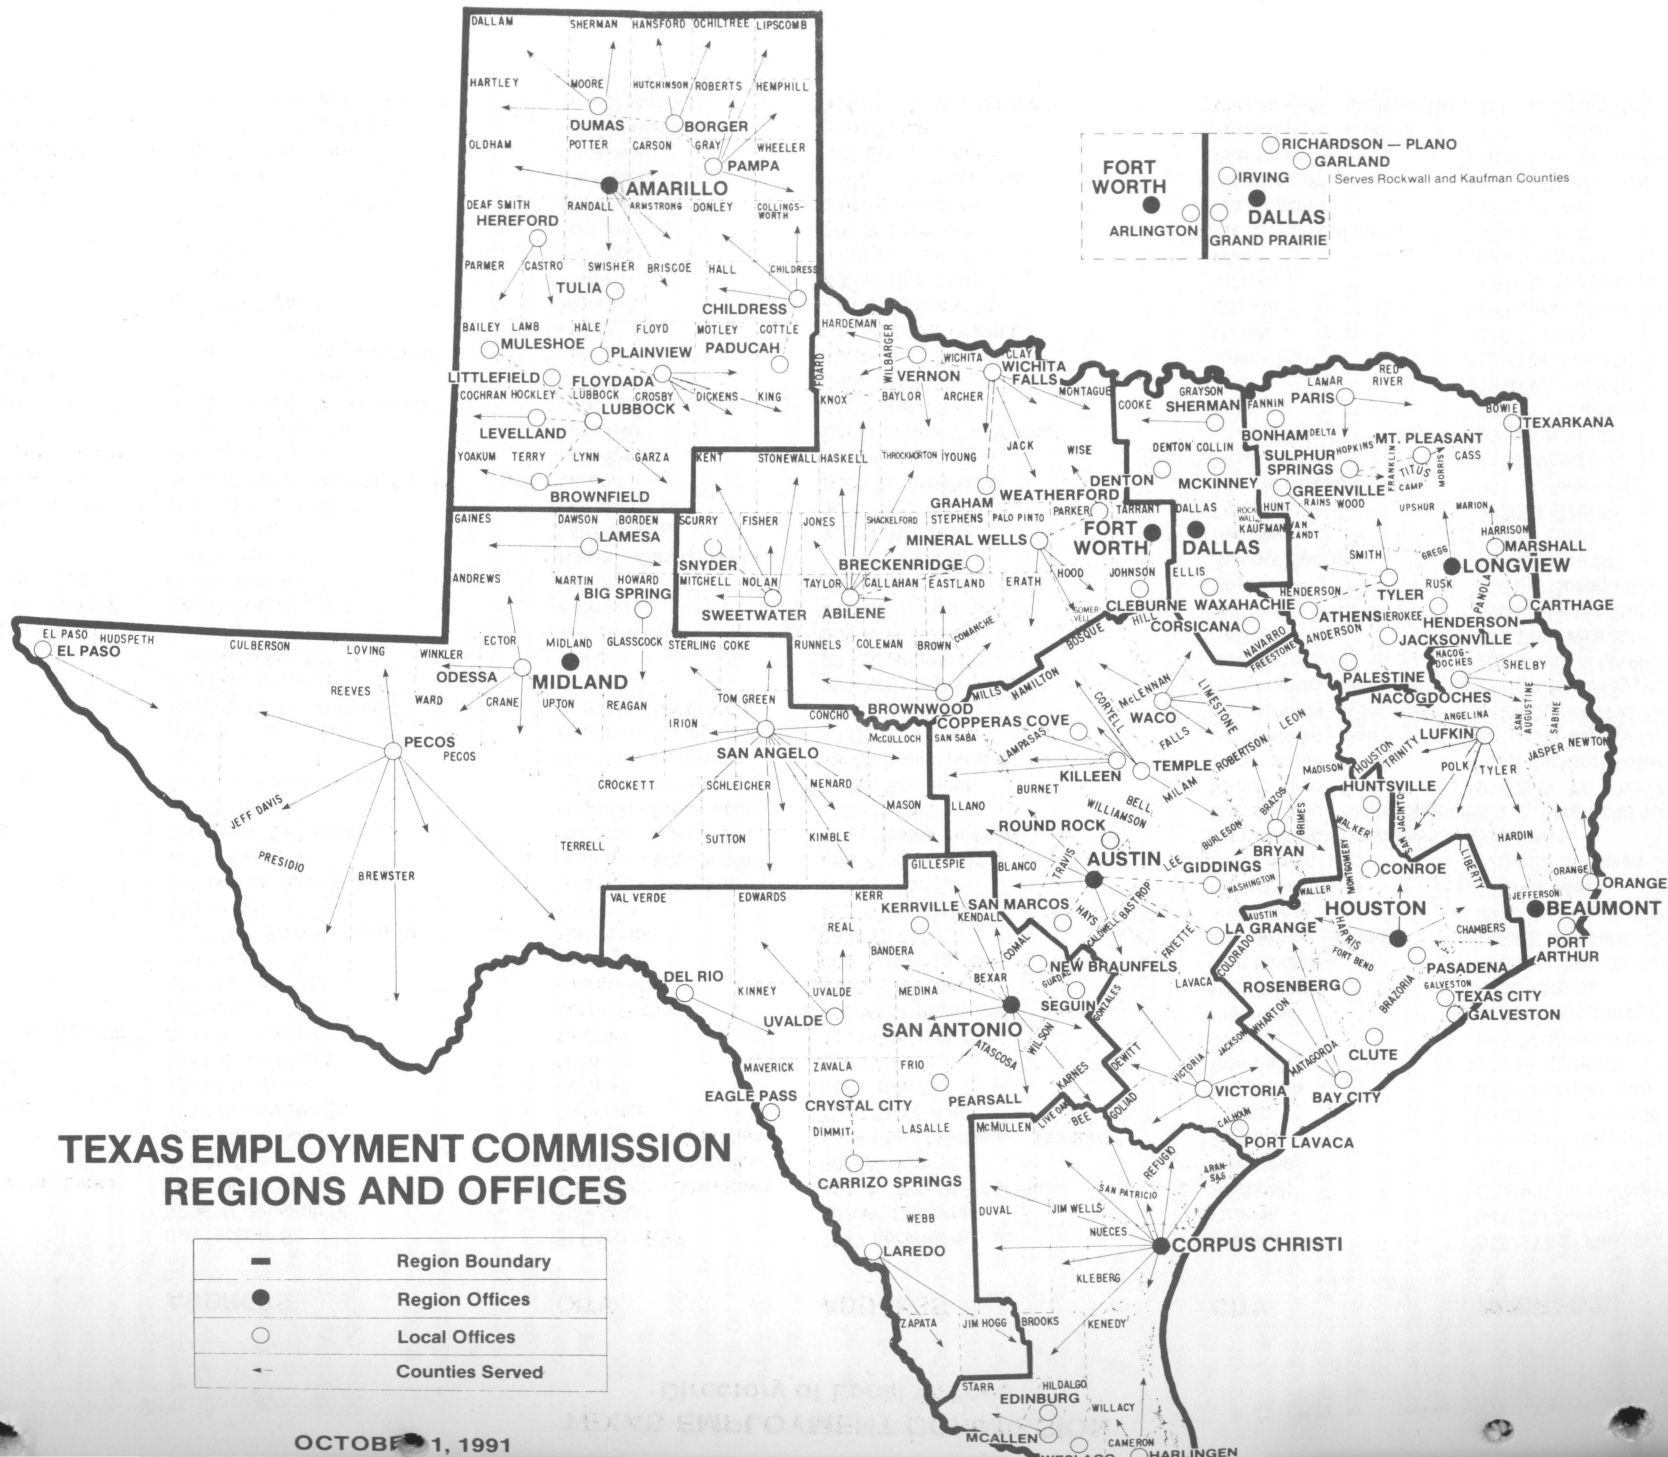 DALLAM SHERMAN HANSFORD OCHILTREE LIPSCOMB
HARTLEY MOORE HUTCHINSON ROBERTS HEMPHILL
DUMAS BORGER
OLDHAM POTTER CARSON GRAY WHEELER
PAMPA
AMARILLO
DEAF SMITH RANDALL ARMSTRONG DONLEY COLLINGS-
WORTH
HEREFORD
PARMER CASTRO SWISHER BRISCOE HALL CHILDRESS
TULIA
CHILDRESS
BAILEY LAMB HALE FLOYD MOTLEY COTTLE
MULESHOE PLAINVIEW PADUCAH
LITTLEFIELD FLOYDADA
COCHRAN HOCKLEY LUBBOCK CROSBY DICKENS KING
LUBBOCK
LEVELLAND
YOAKUM TERRY LYNN GARZA
BROWNFIELD
FORT
WORTH
ARLINGTON
RICHARDSON — PLANO
GARLAND
IRVING
Serves Rockwall and Kaufman Counties
DALLAS
GRAND PRAIRIE
HARDEMAN
FOARD
WILBARGER
WICHITA
CLAY
VERNON
WICHITA
FALLS
MONTAGUE
KNOX BAYLOR ARCHER
KENT STONEWALL HASKELL THROCKMORTON YOUNG
JACK
WISE
GRAHAM
WEATHERFORD
SCURRY FISHER JONES SHACKELFORD STEPHENS PALO PINTO PARKER
SNYDER
BRECKENRIDGE
MINERAL WELLS
MITCHELL NOLAN TAYLOR CALLAHAN EASTLAND ERATH HOOD
SOMER-
VELL
SWEETWATER ABILENE
RUNNELS COLEMAN BROWN COMANCHE
BROWNWOOD
MILLS HAMILTON BOSQUE HILL
COOKE GRAYSON
SHERMAN
DENTON COLLIN
DENTON
MCKINNEY
TARRANT DALLAS
ROCK
WALL
KAUFMAN
FORT
WORTH
DALLAS
JOHNSON ELLIS
CLEBURNE WAXAHACHIE
CORSICANA
NAVARRO
FREESTONE
FANNIN LAMAR RED
RIVER
PARIS
BOWIE
TEXARKANA
BONHAM DELTA
HOPKINS
MT. PLEASANT
CASS
SULPHUR
SPRINGS
FRANKLIN
TITUS
CAMP
MORRIS
GREENVILLE
HUNT RAINS WOOD UPSHUR MARION
VAN
ZANDT
HARRISON
MARSHALL
SMITH GREGG
LONGVIEW
TYLER
RUSK
PANOLA
CARTHAGE
HENDERSON
ATHENS
HENDERSON
ANDERSON
JACKSONVILLE
NACOG-
DOCHES
SHELBY
PALESTINE
NACOGDOCHES
ANGELINA
SAN
AUGUSTINE
SABINE
LUFKIN
HOUSTON
TRINITY
POLK TYLER
JASPER NEWTON
GAINES DAWSON BORDEN
LAMESA
ANDREWS MARTIN HOWARD
BIG SPRING
ECTOR MIDLAND GLASSCOCK STERLING COKE
EL PASO HUDSPETH
EL PASO
CULBERSON LOVING WINKLER
ODESSA MIDLAND
REEVES WARD CRANE UPTON REAGAN
TOM GREEN
IRION
CONCHO
McCULLOCH
SAN SABA
PECOS
PECOS
SAN ANGELO
CROCKETT SCHLEICHER MENARD
MASON
LLANO
JEFF DAVIS
PRESIDIO
BREWSTER
TERRELL
SUTTON KIMBLE
COPPERAS COVE
LAMPASAS
CORYELL
McLENNAN
WACO
LIMESTONE
FALLS
LEON
ROBERTSON
MADISON
KILLEEN
TEMPLE
MILAM
BURNET
BELL
WILLIAMSON
ROUND ROCK
BURLESON
BRAZOS
GRIMES
BRYAN
WALKER
HUNTSVILLE
SAN JACINTO
HARDIN
LIBERTY
GILLESPIE
BLANCO
TRAVIS
AUSTIN
LEE
GIDDINGS
WASHINGTON
WALLER
MONTGOMERY
CONROE
ORANGE
ORANGE
JEFFERSON
BEAUMONT
PORT
ARTHUR
VAL VERDE EDWARDS KERR
KERRVILLE
KENDALL
SAN MARCOS
HAYS
CALDWELL
BASTROP
FAYETTE
LA GRANGE
AUSTIN
COLORADO
HOUSTON
HARRIS
FORT BEND
CHAMBERS
PASADENA
GALVESTON
REAL
BANDERA
COMAL
NEW BRAUNFELS
BEXAR
SEGUIN
GONZALES
LAVACA
ROSENBERG
BRAZORIA
TEXAS CITY
GALVESTON
DEL RIO
KINNEY UVALDE MEDINA
UVALDE
SAN ANTONIO
WILSON
ATASCOSA
KARNES
DEWITT
JACKSON
WHARTON
MATAGORDA
CLUTE
MAVERICK ZAVALA FRIO
EAGLE PASS
CRYSTAL CITY
PEARSALL
VICTORIA
VICTORIA
BAY CITY
DIMMIT LASALLE McMULLEN
LIVE OAK
BEE
GOLIAD
CALHOUN
PORT LAVACA
CARRIZO SPRINGS
REFUGIO
ARAN-
SAS
SAN PATRICIO
WEBB
DUVAL JIM WELLS
NUECES
CORPUS CHRISTI
LAREDO
KLEBERG
ZAPATA JIM HOGG BROOKS KENEDY
STARR HIDALGO
EDINBURG
WILLACY
MCALLEN
CAMERON
HARLINGEN
TEXAS EMPLOYMENT COMMISSION
REGIONS AND OFFICES
Region Boundary
Region Offices
Local Offices
Counties Served
1, 1991